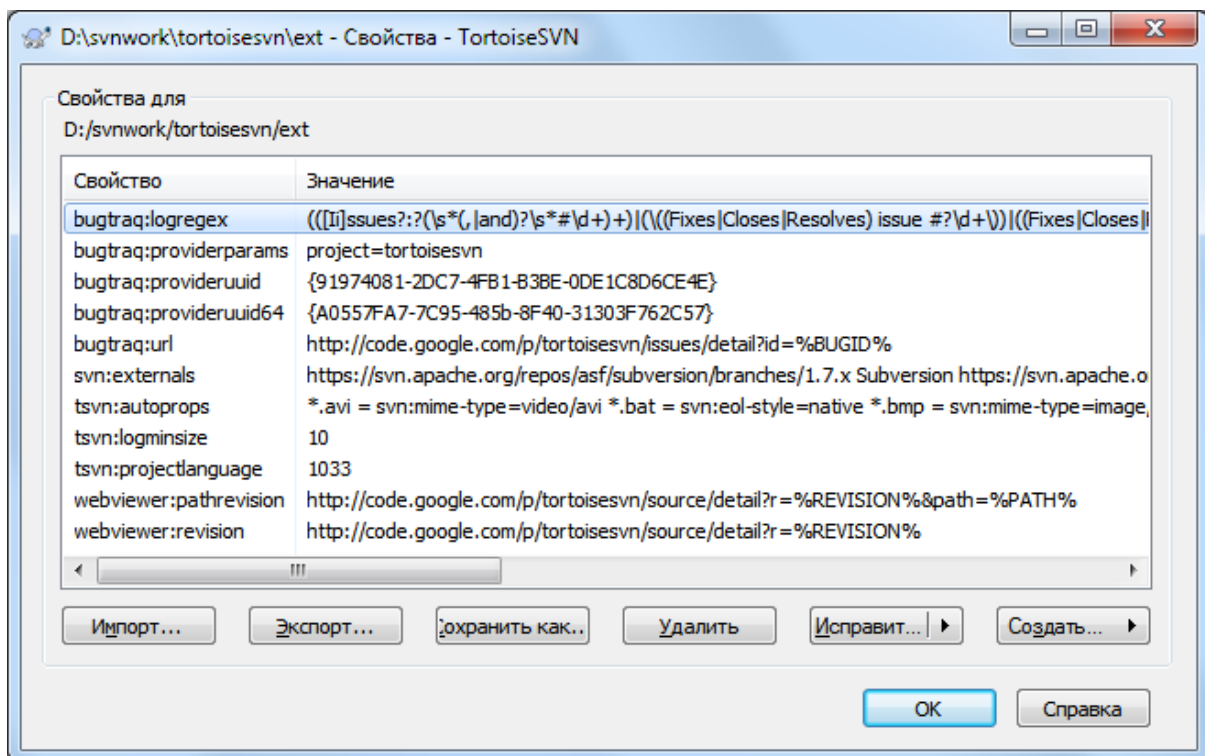 D:\svnwork\tortoisesvn\ext - Свойства - TortoiseSVN
Свойства для
D:/svnwork/tortoisesvn/ext
Свойство Значение
bugtraq:logregex (([Ii]ssues?:?(\s*(,|and)?\s*#\d+)+)|(\((Fixes|Closes|Resolves) issue #?\d+\))|((Fixes|Closes|
bugtraq:providerparams project=tortoisesvn
bugtraq:provideruuid {91974081-2DC7-4FB1-B3BE-0DE1C8D6CE4E}
bugtraq:provideruuid64 {A0557FA7-7C95-485b-8F40-31303F762C57}
bugtraq:url http://code.google.com/p/tortoisesvn/issues/detail?id=%BUGID%
svn:externals https://svn.apache.org/repos/asf/subversion/branches/1.7.x Subversion https://svn.apache.o
tsvn:autoprops *.avi = svn:mime-type=video/avi *.bat = svn:eol-style=native *.bmp = svn:mime-type=image
tsvn:logminsize 10
tsvn:projectlanguage 1033
webviewer:pathrevision http://code.google.com/p/tortoisesvn/source/detail?r=%REVISION%&path=%PATH%
webviewer:revision http://code.google.com/p/tortoisesvn/source/detail?r=%REVISION%
Импорт... Экспорт... Сохранить как.. Удалить Исправит... Создать...
OK Справка